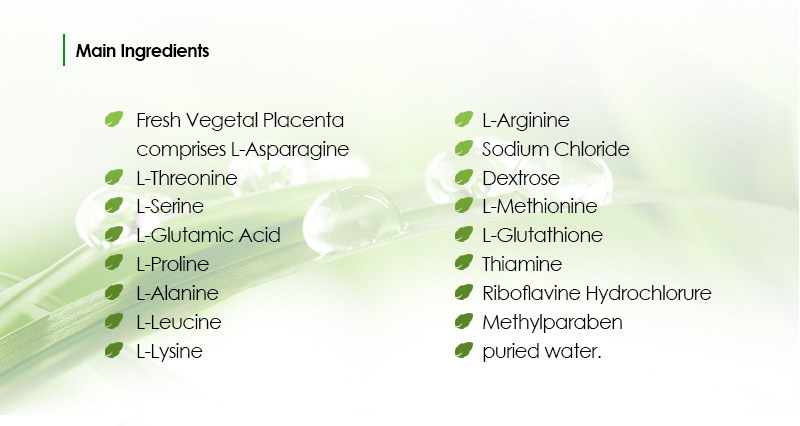 Main Ingredients
Fresh Vegetal Placenta
comprises L-Asparagine
L-Threonine
L-Serine
L-Glutamic Acid
L-Proline
L-Alanine
L-Leucine
L-Lysine
L-Arginine
Sodium Chloride
Dextrose
L-Methionine
L-Glutathione
Thiamine
Riboflavine Hydrochlorure
Methylparaben
puried water.